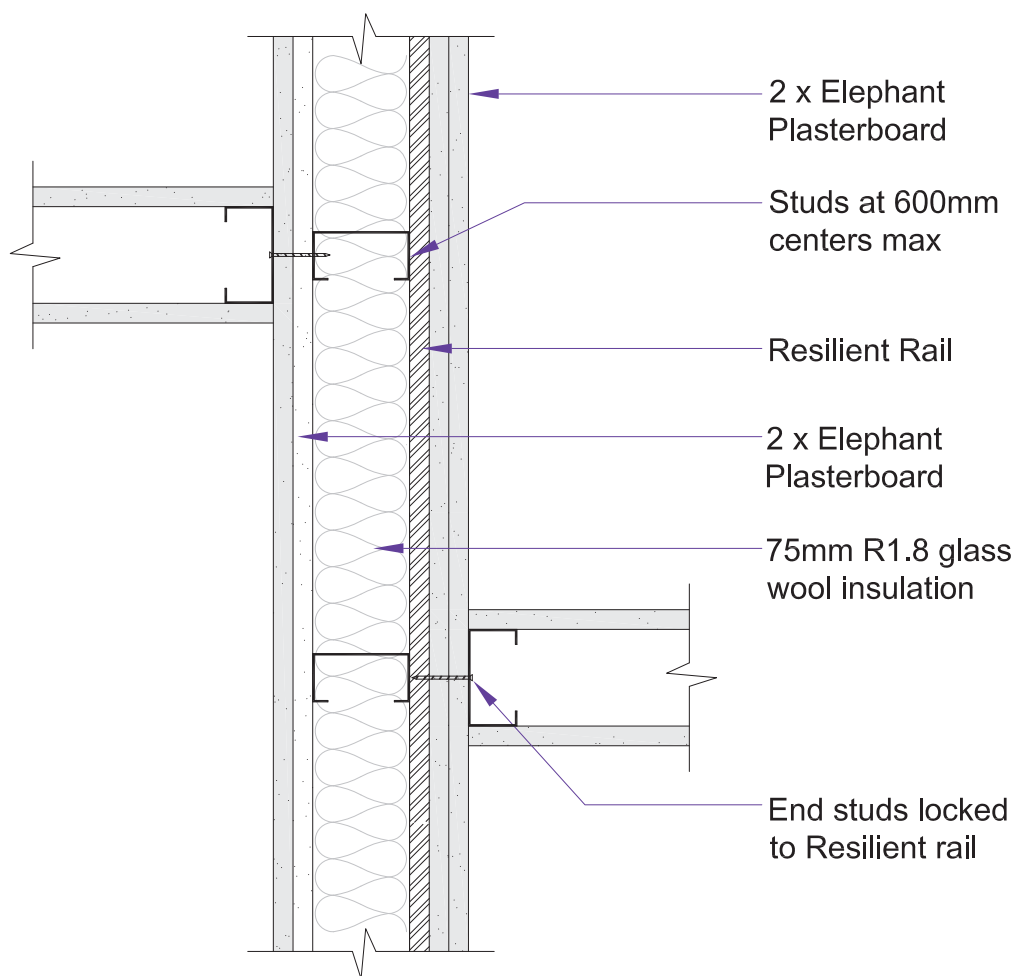 2 x Elephant
Plasterboard
Studs at 600mm
centers max
Resilient Rail
2 x Elephant
Plasterboard
75mm R1.8 glass
wool insulation
End studs locked
to Resilient rail